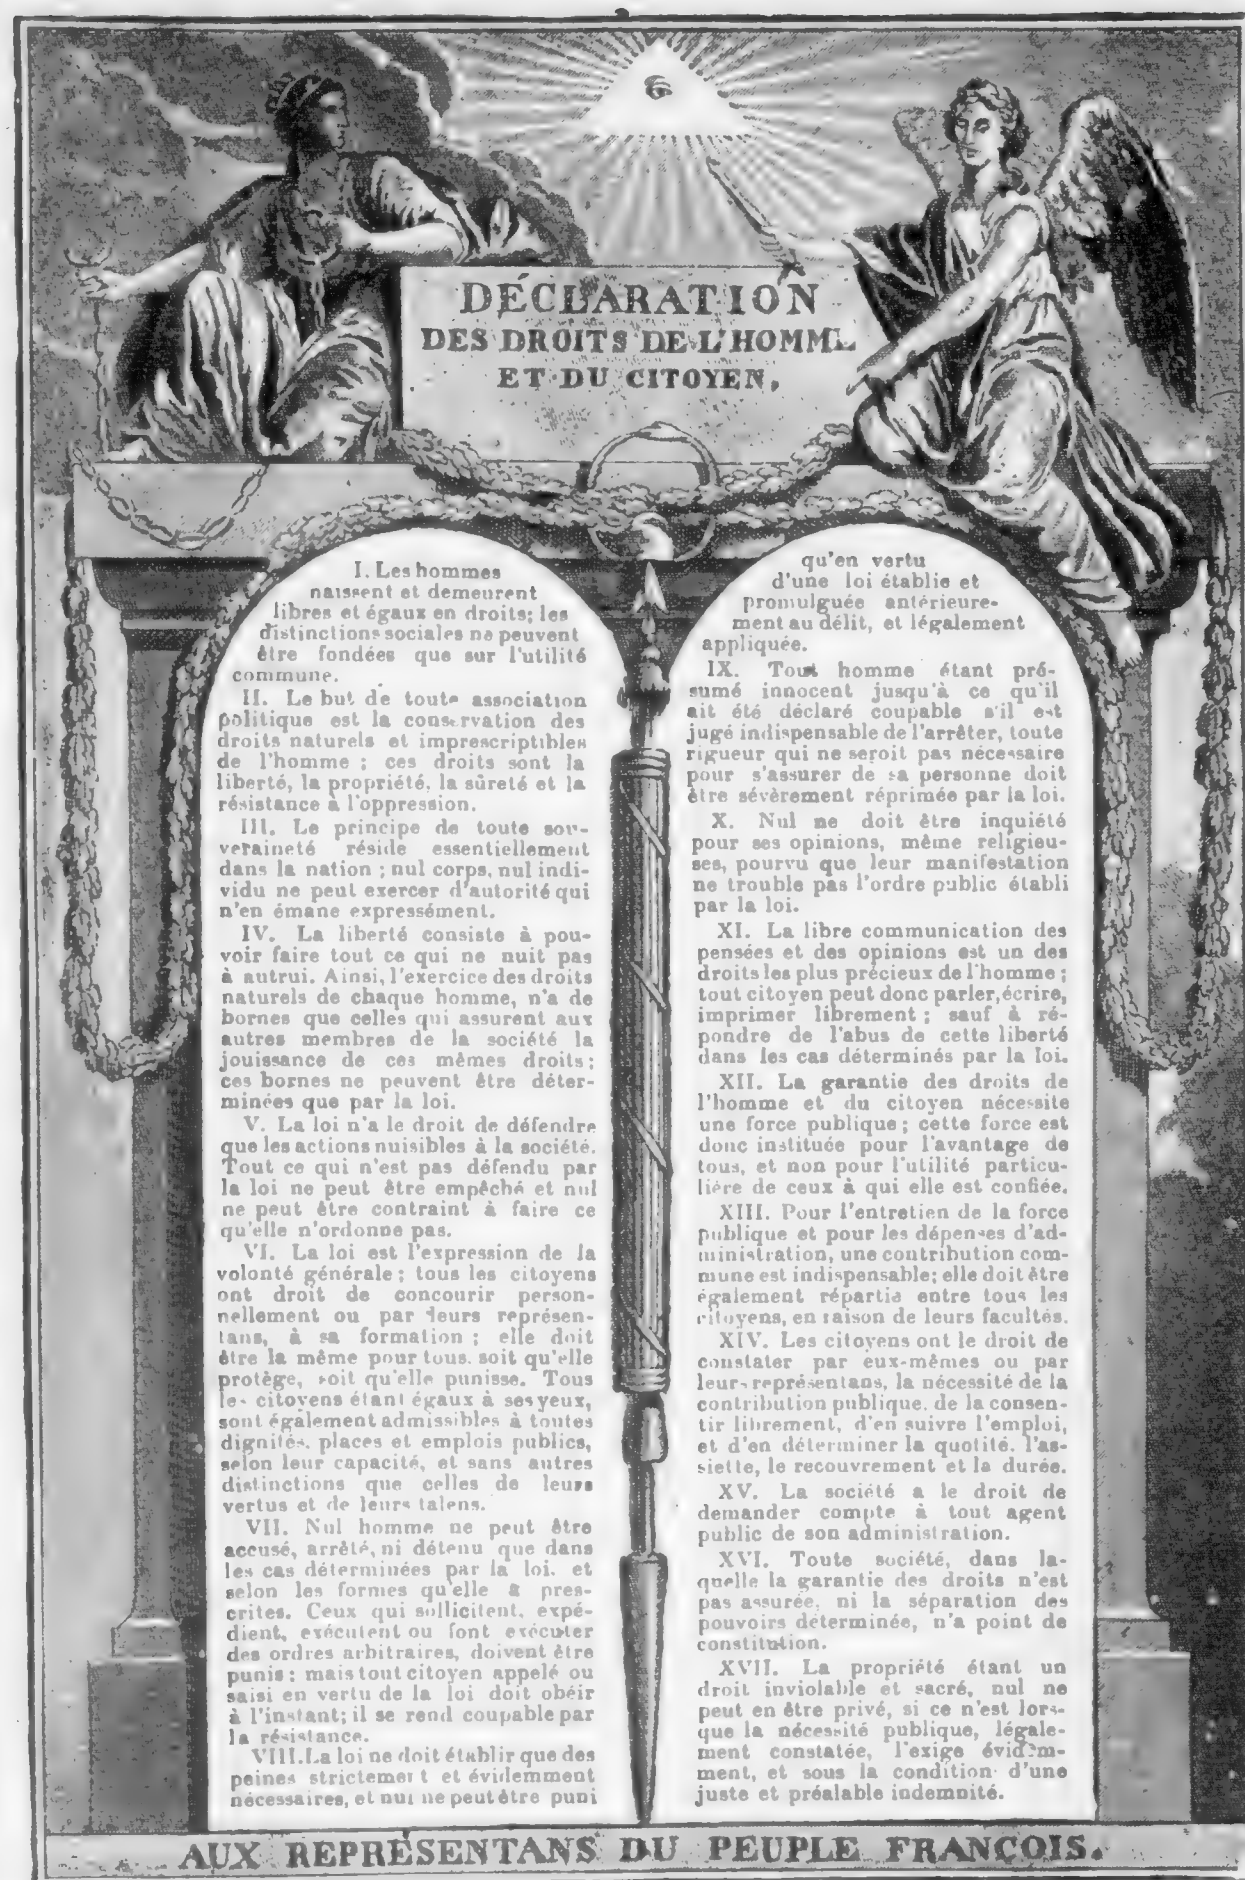 DÉCLARATION
DES DROITS DE L'HOMME
ET DU CITOYEN,
I. Les hommes
naissent et demeurent
libres et égaux en droits; les
distinctions sociales ne peuvent
être fondées que sur l'utilité
commune.
II. Le but de toute association
politique est la conservation des
droits naturels et imprescriptibles
de l'homme; ces droits sont la
liberté, la propriété, la sûreté et la
résistance à l'oppression.
III. Le principe de toute sou-
veraineté réside essentiellement
dans la nation; nul corps, nul indi-
vidu ne peut exercer d'autorité qui
n'en émane expressément.
IV. La liberté consiste à pou-
voir faire tout ce qui ne nuit pas
à autrui. Ainsi, l'exercice des droits
naturels de chaque homme, n'a de
bornes que celles qui assurent aux
autres membres de la société la
jouissance de ces mêmes droits;
ces bornes ne peuvent être déter-
minées que par la loi.
V. La loi n'a le droit de défendre
que les actions nuisibles à la société.
Tout ce qui n'est pas défendu par
la loi ne peut être empêché et nul
ne peut être contraint à faire ce
qu'elle n'ordonne pas.
VI. La loi est l'expression de la
volonté générale; tous les citoyens
ont droit de concourir person-
nellement ou par leurs représen-
tans, à sa formation; elle doit
être la même pour tous. soit qu'elle
protège, soit qu'elle punisse. Tous
les citoyens étant égaux à ses yeux,
sont également admissibles à toutes
dignités, places et emplois publics,
selon leur capacité, et sans autres
distinctions que celles de leurs
vertus et de leurs talens.
VII. Nul homme ne peut être
accusé, arrêté, ni détenu que dans
les cas déterminées par la loi. et
selon les formes qu'elle a pres-
crites. Ceux qui sollicitent, expé-
dient, exécutent ou font exécuter
des ordres arbitraires, doivent être
punis: mais tout citoyen appelé ou
saisi en vertu de la loi doit obéir
à l'instant; il se rend coupable par
la résistance.
VIII. La loi ne doit établir que des
peines strictement et évidemment
nécessaires, et nul ne peut être puni
qu'en vertu
d'une loi établie et
promulguée antérieure-
ment au délit, et légalement
appliquée.
IX. Tout homme étant pré-
sumé innocent jusqu'à ce qu'il
ait été déclaré coupable s'il est
jugé indispensable de l'arrêter, toute
rigueur qui ne seroit pas nécessaire
pour s'assurer de sa personne doit
être sévèrement réprimée par la loi.
X. Nul ne doit être inquiété
pour ses opinions, même religieu-
ses, pourvu que leur manifestation
ne trouble pas l'ordre public établi
par la loi.
XI. La libre communication des
pensées et des opinions est un des
droits les plus précieux de l'homme;
tout citoyen peut donc parler, écrire,
imprimer librement; sauf à ré-
pondre de l'abus de cette liberté
dans les cas déterminés par la loi.
XII. La garantie des droits de
l'homme et du citoyen nécessite
une force publique; cette force est
donc instituée pour l'avantage de
tous, et non pour l'utilité particu-
lière de ceux à qui elle est confiée.
XIII. Pour l'entretien de la force
publique et pour les dépenses d'ad-
ministration, une contribution com-
mune est indispensable; elle doit être
également répartie entre tous les
citoyens, en raison de leurs facultés.
XIV. Les citoyens ont le droit de
constater par eux-mêmes ou par
leurs représentans, la nécessité de la
contribution publique. de la consen-
tir librement, d'en suivre l'emploi,
et d'en déterminer la quotité. l'as-
siette, le recouvrement et la durée.
XV. La société a le droit de
demander compte à tout agent
public de son administration.
XVI. Toute société, dans la-
quelle la garantie des droits n'est
pas assurée, ni la séparation des
pouvoirs déterminée, n'a point de
constitution.
XVII. La propriété étant un
droit inviolable et sacré, nul ne
peut en être privé, si ce n'est lors-
que la nécessité publique, légale-
ment constatée, l'exige évidem-
ment, et sous la condition d'une
juste et préalable indemnité.
AUX REPRÉSENTANS DU PEUPLE FRANÇOIS.